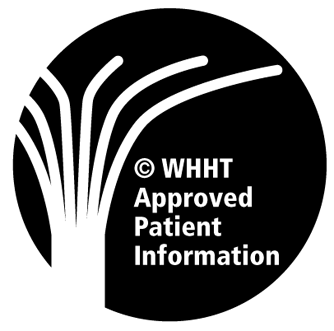 © WHHT
Approved
Patient
Information